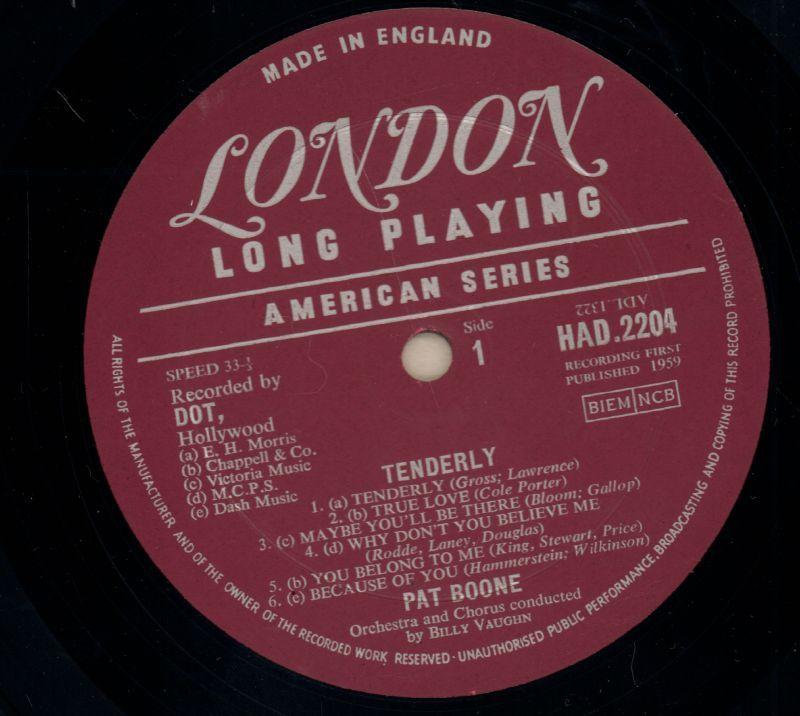 MADE IN ENGLAND
LONDON
LONG PLAYING
AMERICAN SERIES
SPEED 33-⅓
Recorded by
DOT,
Hollywood
(a) E. H. Morris
(b) Chappell & Co.
(c) Victoria Music
(d) M.C.P.S.
(e) Dash Music
Side
1
ADL.1322
HAD.2204
RECORDING FIRST
PUBLISHED 1959
BIEM NCB
TENDERLY
1. (a) TENDERLY (Gross; Lawrence)
2. (b) TRUE LOVE (Cole Porter)
3. (c) MAYBE YOU'LL BE THERE (Bloom; Gallop)
4. (d) WHY DON'T YOU BELIEVE ME
(Rodde, Laney, Douglas)
5. (b) YOU BELONG TO ME (King, Stewart, Price)
6. (e) BECAUSE OF YOU (Hammerstein; Wilkinson)
PAT BOONE
Orchestra and Chorus conducted
by BILLY VAUGHN
ALL RIGHTS OF THE MANUFACTURER AND OF THE OWNER OF THE RECORDED WORK RESERVED · UNAUTHORISED PUBLIC PERFORMANCE, BROADCASTING AND COPYING OF THIS RECORD PROHIBITED